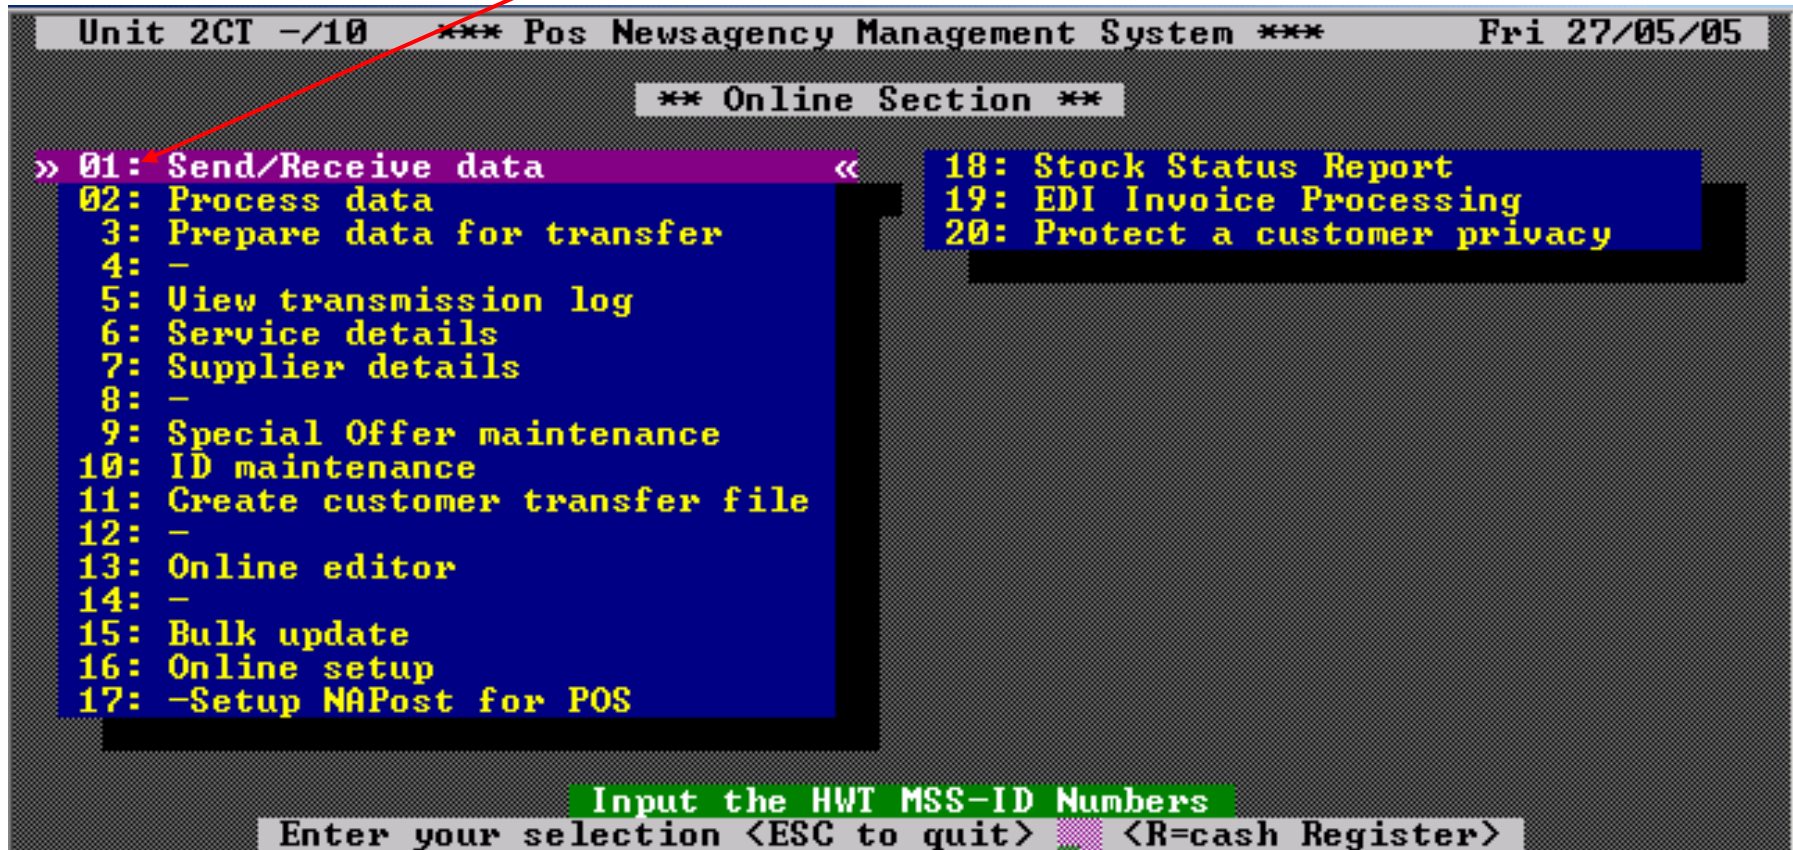 Unit 2CT -/10 *** Pos Newsagency Management System *** Fri 27/05/05
** Online Section **
» 01: Send/Receive data «
02: Process data
3: Prepare data for transfer
4: -
5: View transmission log
6: Service details
7: Supplier details
8: -
9: Special Offer maintenance
10: ID maintenance
11: Create customer transfer file
12: -
13: Online editor
14: -
15: Bulk update
16: Online setup
17: -Setup NAPost for POS
18: Stock Status Report
19: EDI Invoice Processing
20: Protect a customer privacy
Input the HWT MSS-ID Numbers
Enter your selection <ESC to quit> _ <R=cash Register>